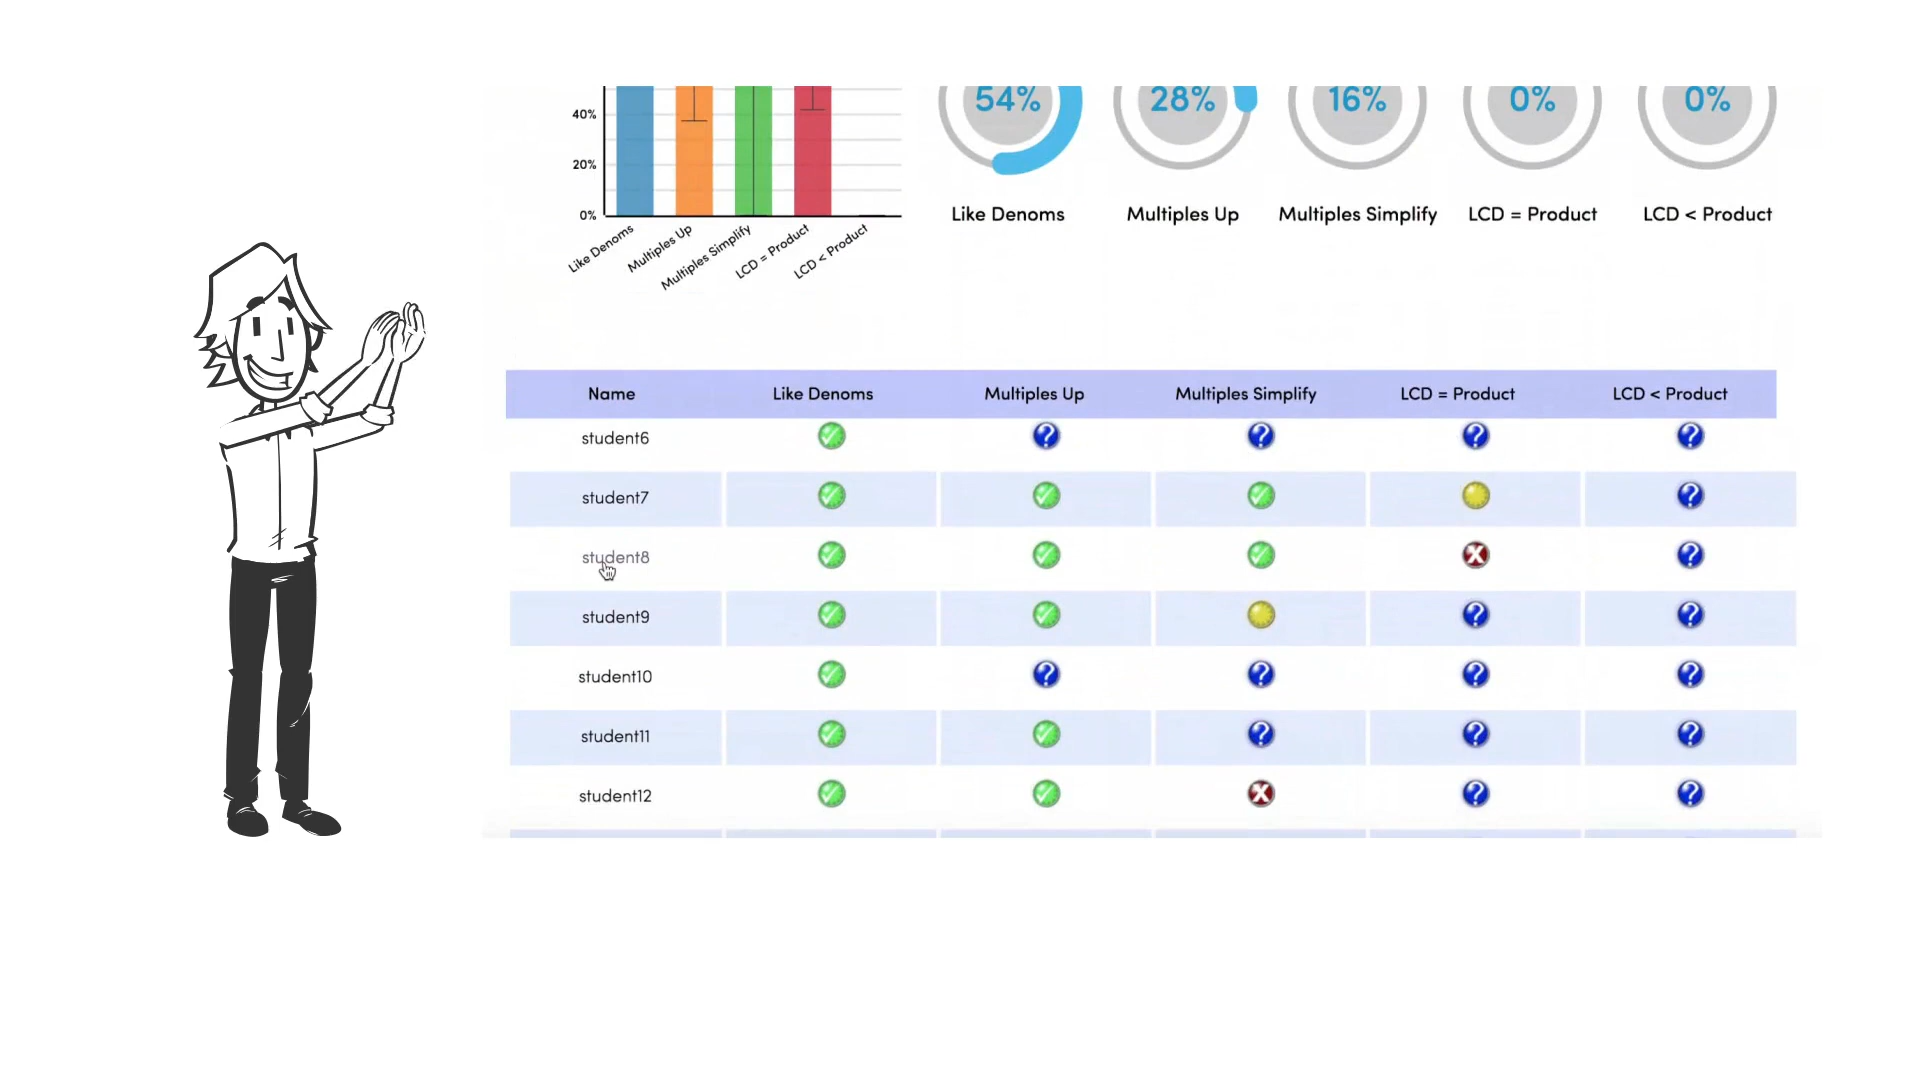 40%
20%
0%
Like Denoms
Multiples Up
Multiples Simplify
LCD = Product
LCD < Product
54%
28%
16%
0%
0%
Like Denoms
Multiples Up
Multiples Simplify
LCD = Product
LCD < Product
Name Like Denoms Multiples Up Multiples Simplify LCD = Product LCD < Product
student6
student7
student8
student9
student10
student11
student12